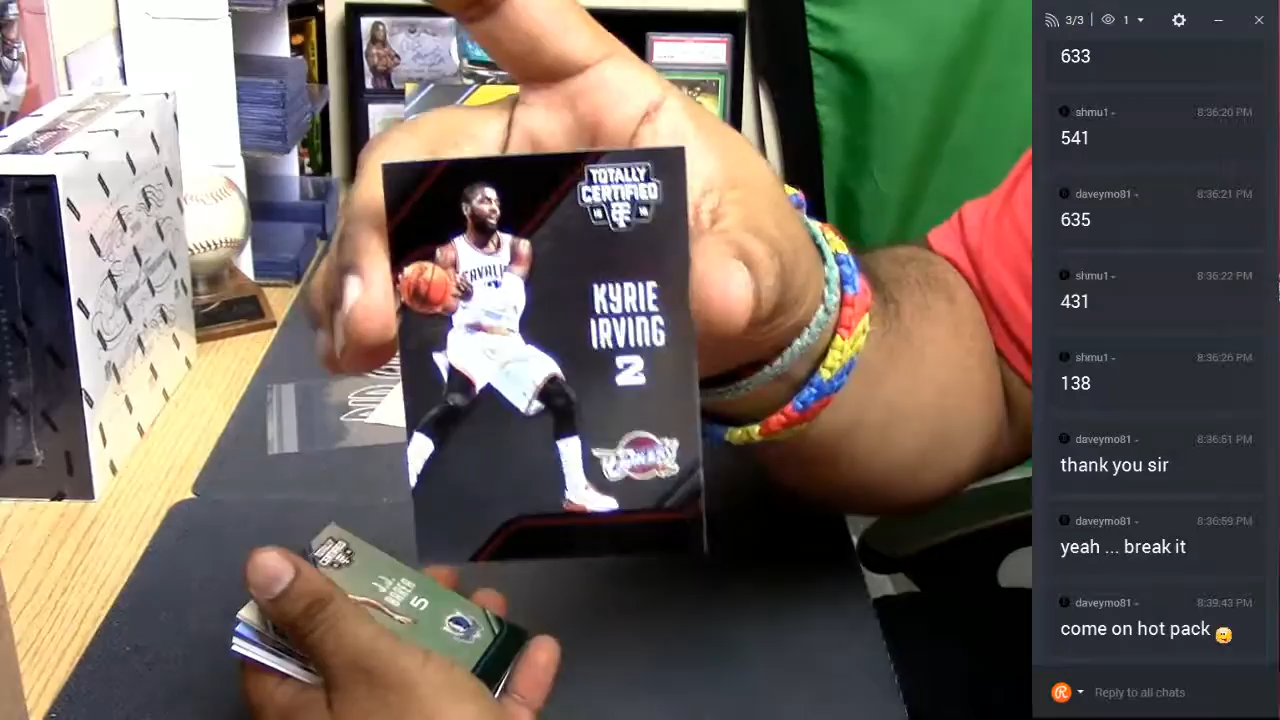 TOTALLY
CERTIFIED
KYRIE
IRVING
2
CAVALIERS
J.J.
BAREA
5
3/3
1
633
shmu1
8:36:20 PM
541
daveymo81
8:36:21 PM
635
shmu1
8:36:22 PM
431
shmu1
8:36:26 PM
138
daveymo81
8:36:51 PM
thank you sir
daveymo81
8:36:59 PM
yeah ... break it
daveymo81
8:39:43 PM
come on hot pack
Reply to all chats